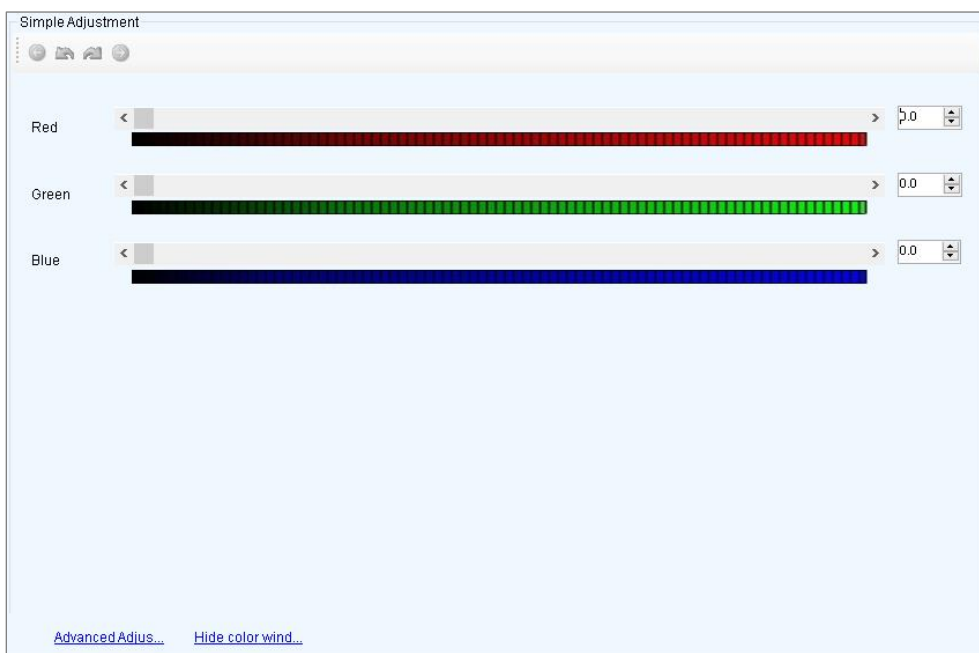 Simple Adjustment
Red 0.0
Green 0.0
Blue 0.0
Advanced Adjus... Hide color wind...